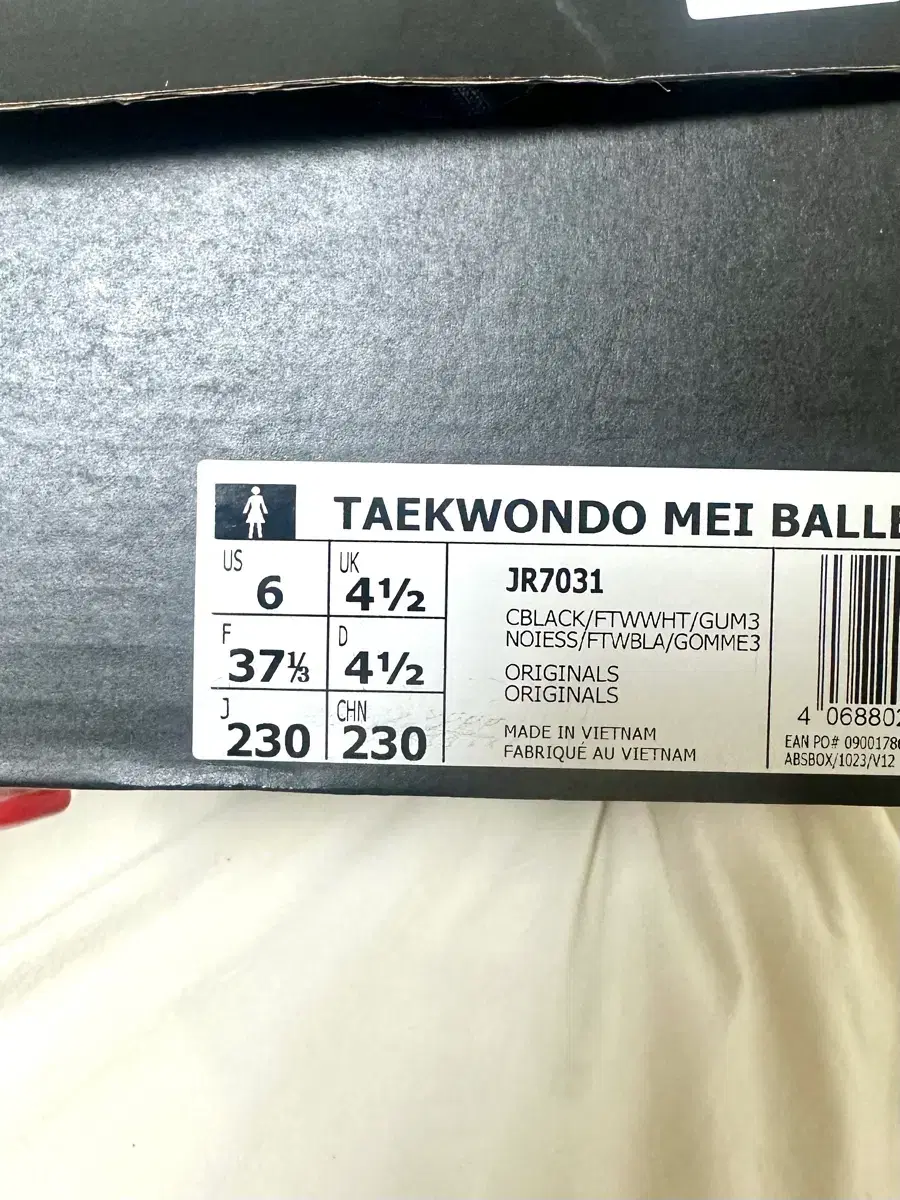 TAEKWONDO MEI BALLE
US 6 UK 4½
F 37⅓ D 4½
J 230 CHN 230
JR7031
CBLACK/FTWWHT/GUM3
NOIESS/FTWBLA/GOMME3
ORIGINALS
ORIGINALS
MADE IN VIETNAM
FABRIQUÉ AU VIETNAM
4 068802
EAN PO# 09001786
ABSBOX/1023/V12